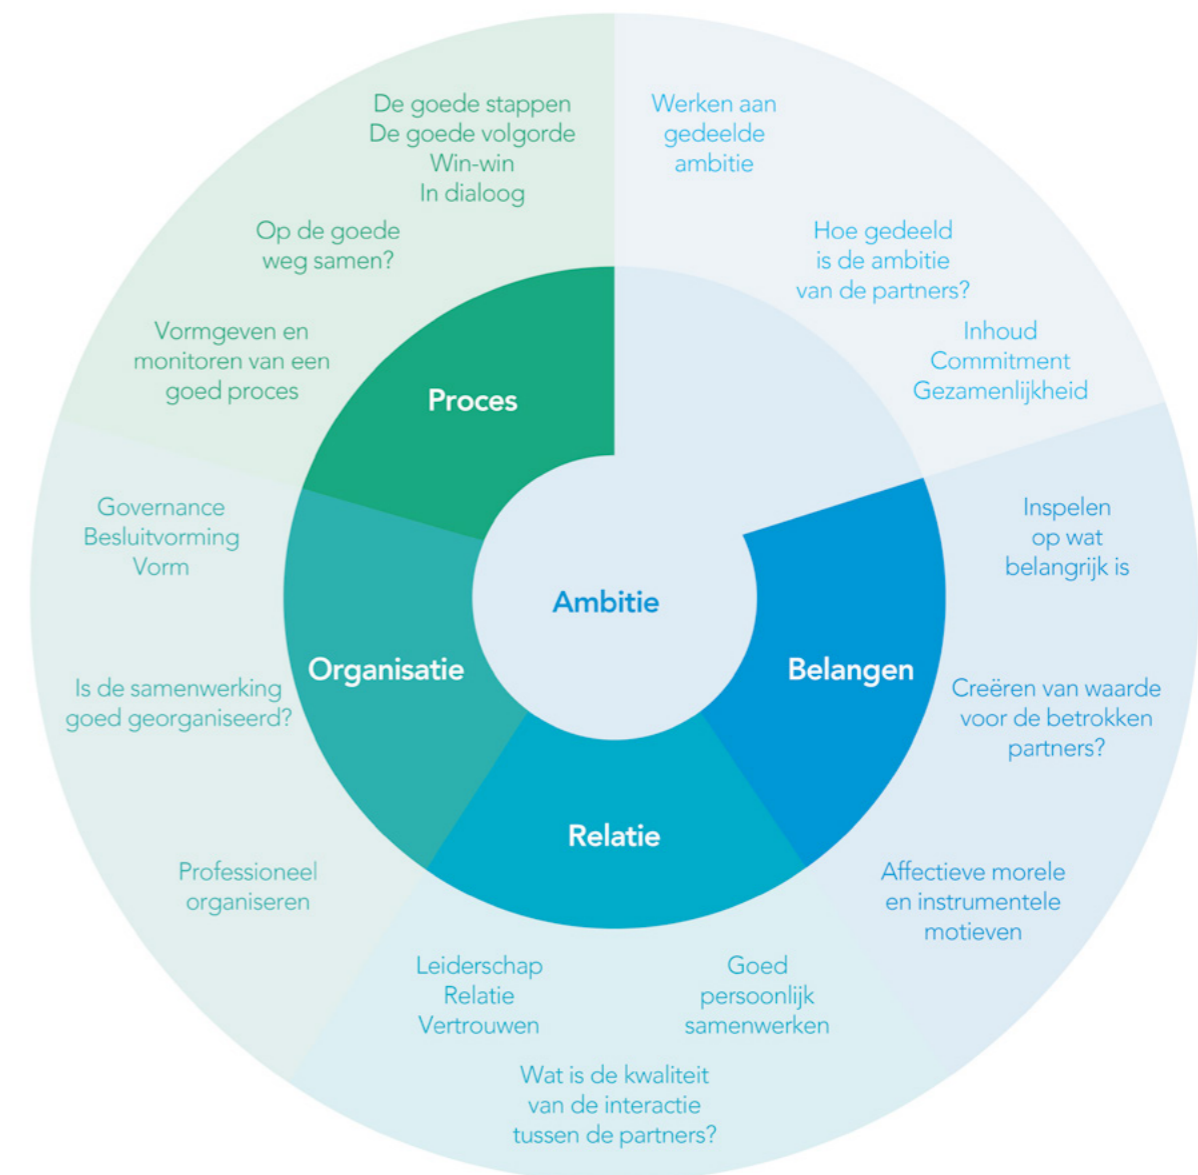 De goede stappen
De goede volgorde
Win-win
In dialoog
Op de goede
weg samen?
Vormgeven en
monitoren van een
goed proces
Proces
Werken aan
gedeelde
ambitie
Hoe gedeeld
is de ambitie
van de partners?
Inhoud
Commitment
Gezamenlijkheid
Ambitie
Inspelen
op wat
belangrijk is
Creëren van waarde
voor de betrokken
partners?
Affectieve morele
en instrumentele
motieven
Belangen
Goed
persoonlijk
samenwerken
Wat is de kwaliteit
van de interactie
tussen de partners?
Leiderschap
Relatie
Vertrouwen
Relatie
Professioneel
organiseren
Is de samenwerking
goed georganiseerd?
Governance
Besluitvorming
Vorm
Organisatie